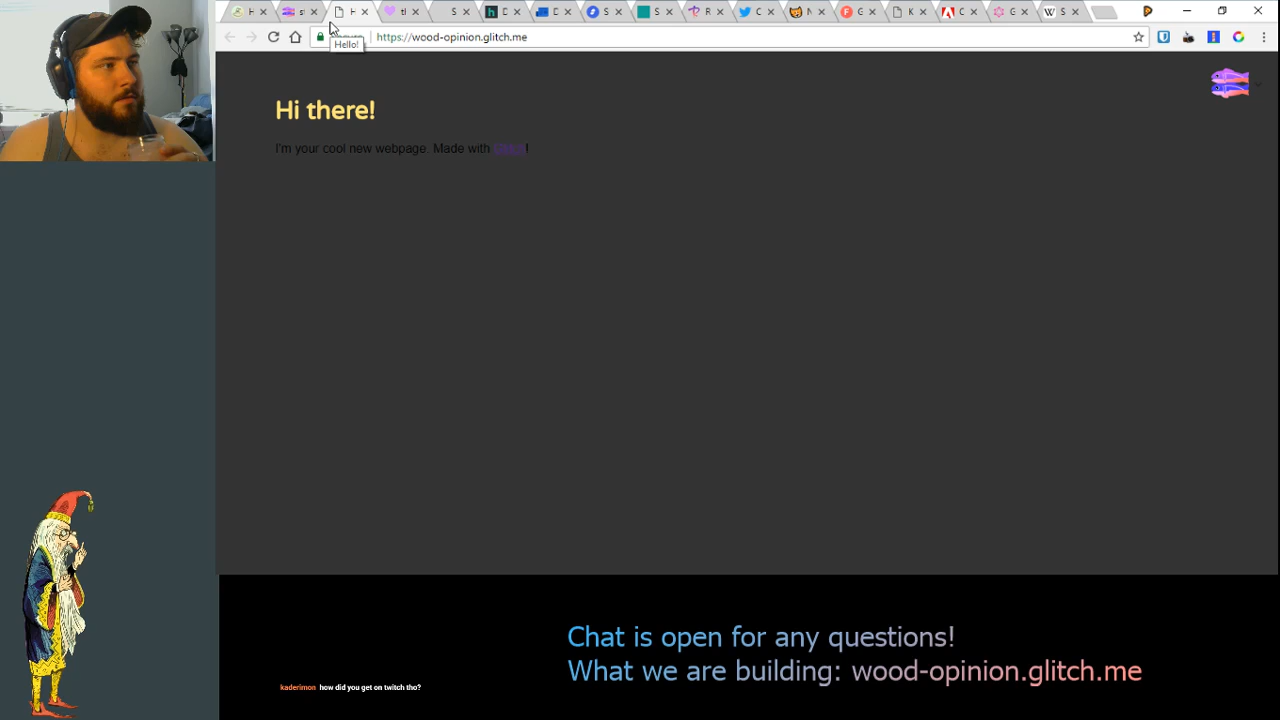 https://wood-opinion.glitch.me
Hello!
Hi there!
I'm your cool new webpage. Made with Glitch!
Chat is open for any questions!
What we are building: wood-opinion.glitch.me
kaderimon how did you get on twitch tho?